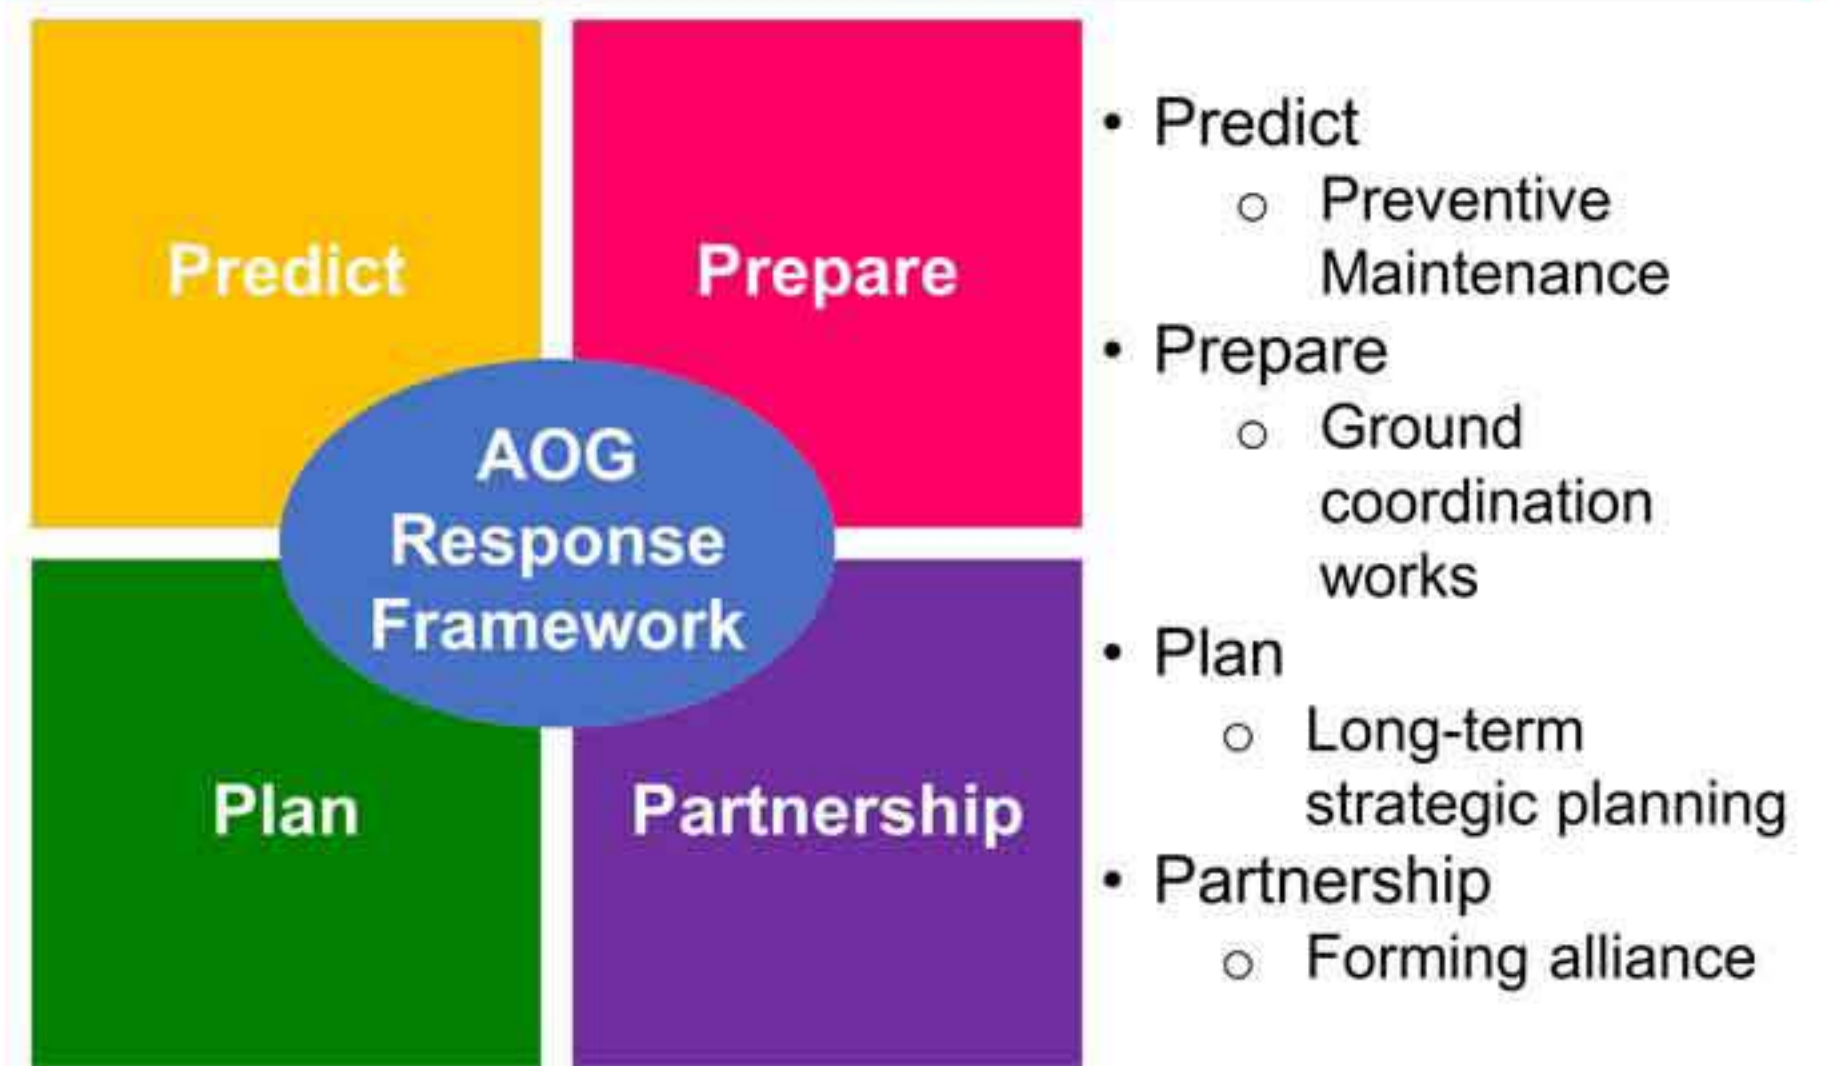 Predict
Prepare
AOG
Response
Framework
Plan
Partnership
• Predict
o Preventive
Maintenance
• Prepare
o Ground
coordination
works
• Plan
o Long-term
strategic planning
• Partnership
o Forming alliance